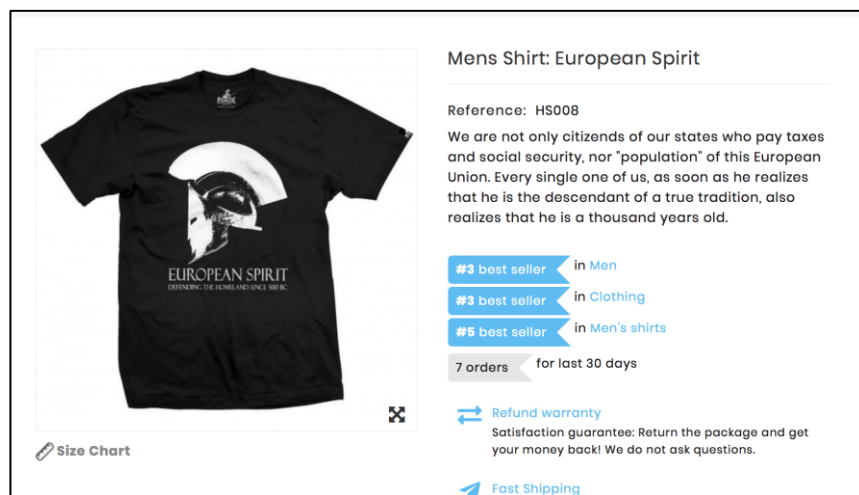 Mens Shirt: European Spirit
Reference: HS008
We are not only citizends of our states who pay taxes
and social security, nor "population" of this European
Union. Every single one of us, as soon as he realizes
that he is the descendant of a true tradition, also
realizes that he is a thousand years old.
#3 best seller in Men
#3 best seller in Clothing
#5 best seller in Men's shirts
7 orders for last 30 days
Refund warranty
Satisfaction guarantee: Return the package and get
your money back! We do not ask questions.
Fast Shipping
EUROPEAN SPIRIT
DEFENDING THE HOMELAND SINCE 500 BC
Size Chart